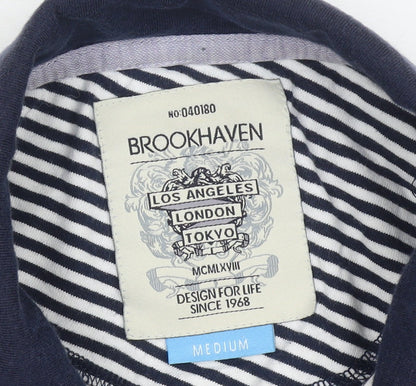 NO:040180
BROOKHAVEN
LOS ANGELES
LONDON
TOKYO
MCMLXVIII
DESIGN FOR LIFE
SINCE 1968
MEDIUM